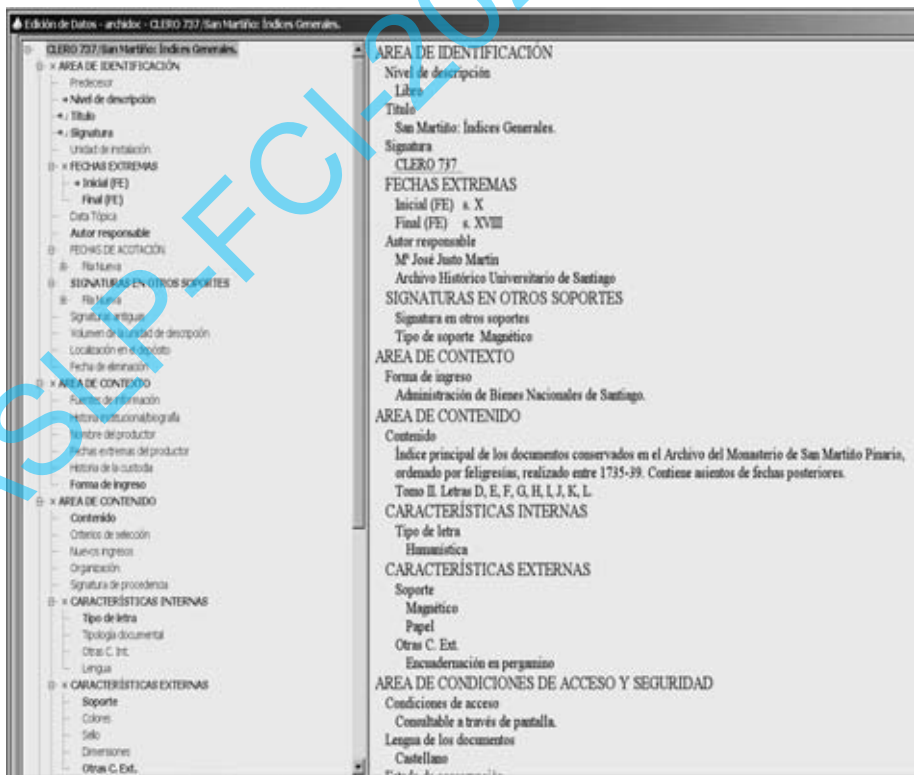 Edición de Datos - archidoc - CLERO 737/San Martiño: Índices Generales.
CLERO 737/San Martiño: Índices Generales.
AREA DE IDENTIFICACIÓN
Predecesor
Nivel de descripción
Título
Signatura
Unidad de instalación
FECHAS EXTREMAS
Inicial (FE)
Final (FE)
Data Tópica
Autor responsable
FECHAS DE ACOTACIÓN
Fila Nueva
SIGNATURAS EN OTROS SOPORTES
Fila Nueva
Signaturas antiguas
Volumen de la unidad de descripción
Localización en el depósito
Fecha de eliminación
AREA DE CONTEXTO
Fuentes de información
Historia institucional/biografía
Nombre del productor
Fechas extremas del productor
Historia de la custodia
Forma de ingreso
AREA DE CONTENIDO
Contenido
Criterios de selección
Nuevos ingresos
Organización
Signatura de procedencia
CARACTERÍSTICAS INTERNAS
Tipo de letra
Tipología documental
Otras C. Int.
Lengua
CARACTERÍSTICAS EXTERNAS
Soporte
Colores
Sello
Dimensiones
Otras C. Ext.
AREA DE IDENTIFICACIÓN
Nivel de descripción
Libro
Título
San Martiño: Índices Generales.
Signatura
CLERO 737
FECHAS EXTREMAS
Inicial (FE) s. X
Final (FE) s. XVIII
Autor responsable
Mª José Justo Martín
Archivo Histórico Universitario de Santiago
SIGNATURAS EN OTROS SOPORTES
Signatura en otros soportes
Tipo de soporte Magnético
AREA DE CONTEXTO
Forma de ingreso
Administración de Bienes Nacionales de Santiago.
AREA DE CONTENIDO
Contenido
Índice principal de los documentos conservados en el Archivo del Monasterio de San Martiño Pinario,
ordenado por feligresías, realizado entre 1735-39. Contiene asientos de fechas posteriores.
Tomo II. Letras D, E, F, G, H, I, J, K, L.
CARACTERÍSTICAS INTERNAS
Tipo de letra
Humanística
CARACTERÍSTICAS EXTERNAS
Soporte
Magnético
Papel
Otras C. Ext.
Encuadernación en pergamino
AREA DE CONDICIONES DE ACCESO Y SEGURIDAD
Condiciones de acceso
Consultable a través de pantalla.
Lengua de los documentos
Castellano
Estado de conservación